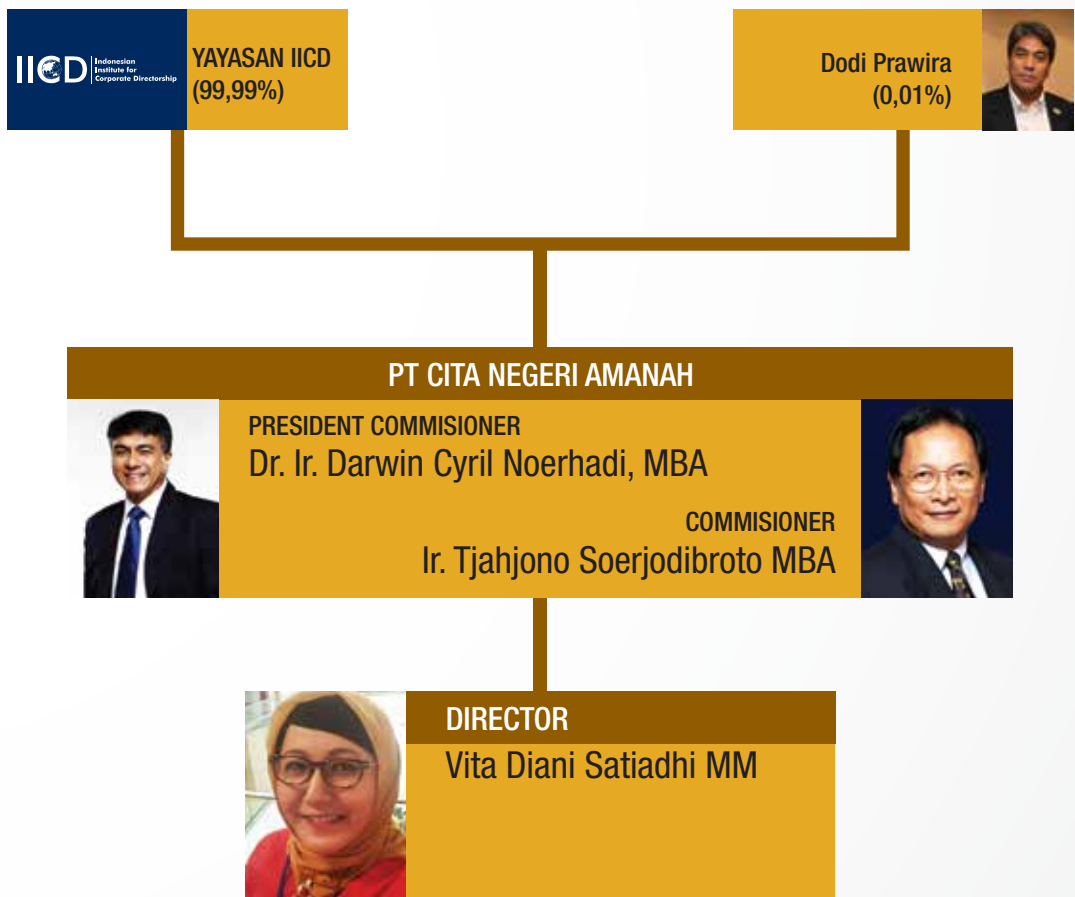 IICD
Indonesian
Institute for
Corporate Directorship
YAYASAN IICD
(99,99%)
Dodi Prawira
(0,01%)
PT CITA NEGERI AMANAH
PRESIDENT COMMISIONER
Dr. Ir. Darwin Cyril Noerhadi, MBA
COMMISIONER
Ir. Tjahjono Soerjodibroto MBA
DIRECTOR
Vita Diani Satiadhi MM